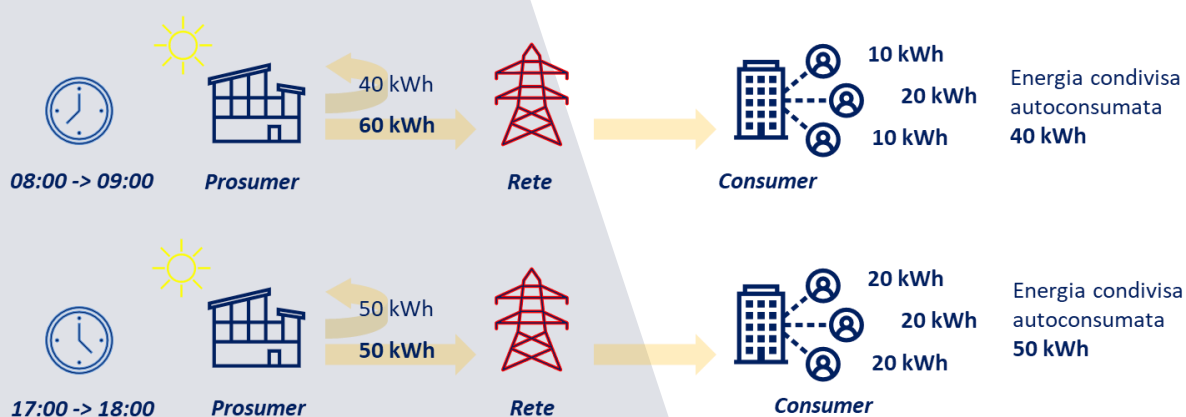 40 kWh
60 kWh
10 kWh
20 kWh
10 kWh
Energia condivisa
autoconsumata
40 kWh
08:00 -> 09:00
Prosumer
Rete
Consumer
50 kWh
50 kWh
20 kWh
20 kWh
20 kWh
Energia condivisa
autoconsumata
50 kWh
17:00 -> 18:00
Prosumer
Rete
Consumer